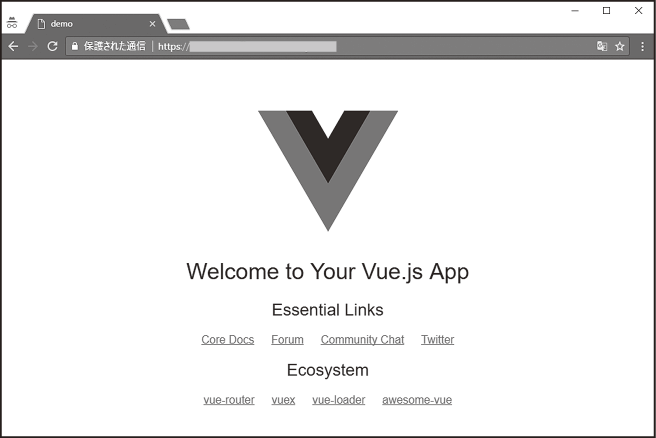 demo
保護された通信 https://
Welcome to Your Vue.js App
Essential Links
Core Docs Forum Community Chat Twitter
Ecosystem
vue-router vuex vue-loader awesome-vue